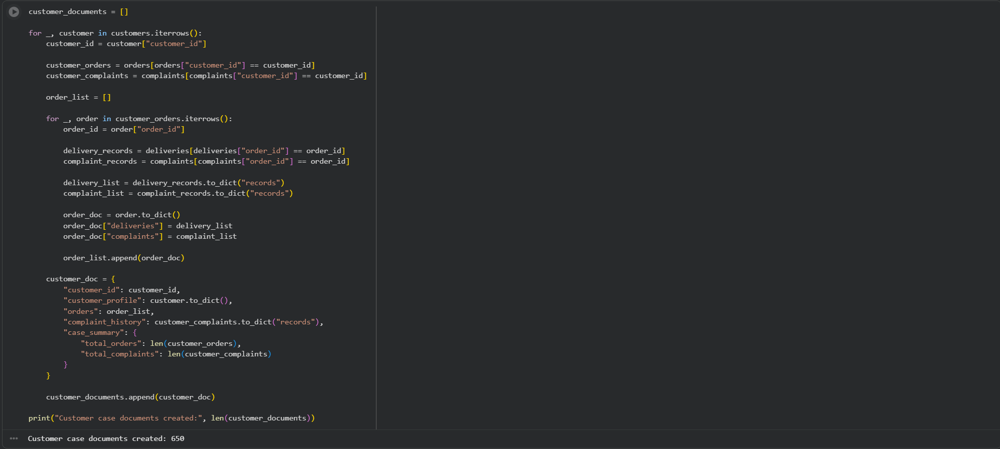 customer_documents = []
for _, customer in customers.iterrows():
    customer_id = customer["customer_id"]
    customer_orders = orders[orders["customer_id"] == customer_id]
    customer_complaints = complaints[complaints["customer_id"] == customer_id]
    order_list = []
    for _, order in customer_orders.iterrows():
        order_id = order["order_id"]
        delivery_records = deliveries[deliveries["order_id"] == order_id]
        complaint_records = complaints[complaints["order_id"] == order_id]
        delivery_list = delivery_records.to_dict("records")
        complaint_list = complaint_records.to_dict("records")
        order_doc = order.to_dict()
        order_doc["deliveries"] = delivery_list
        order_doc["complaints"] = complaint_list
        order_list.append(order_doc)
    customer_doc = {
        "customer_id": customer_id,
        "customer_profile": customer.to_dict(),
        "orders": order_list,
        "complaint_history": customer_complaints.to_dict("records"),
        "case_summary": {
            "total_orders": len(customer_orders),
            "total_complaints": len(customer_complaints)
        }
    }
    customer_documents.append(customer_doc)
print("Customer case documents created:", len(customer_documents))
Customer case documents created: 650